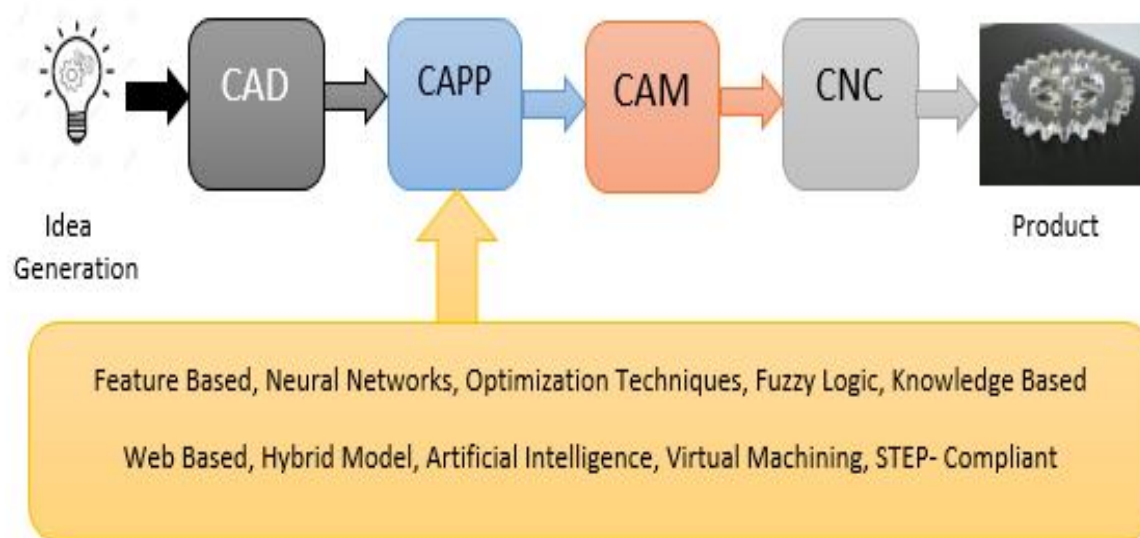 CAD
CAPP
CAM
CNC
Idea
Generation
Product
Feature Based, Neural Networks, Optimization Techniques, Fuzzy Logic, Knowledge Based
Web Based, Hybrid Model, Artificial Intelligence, Virtual Machining, STEP- Compliant